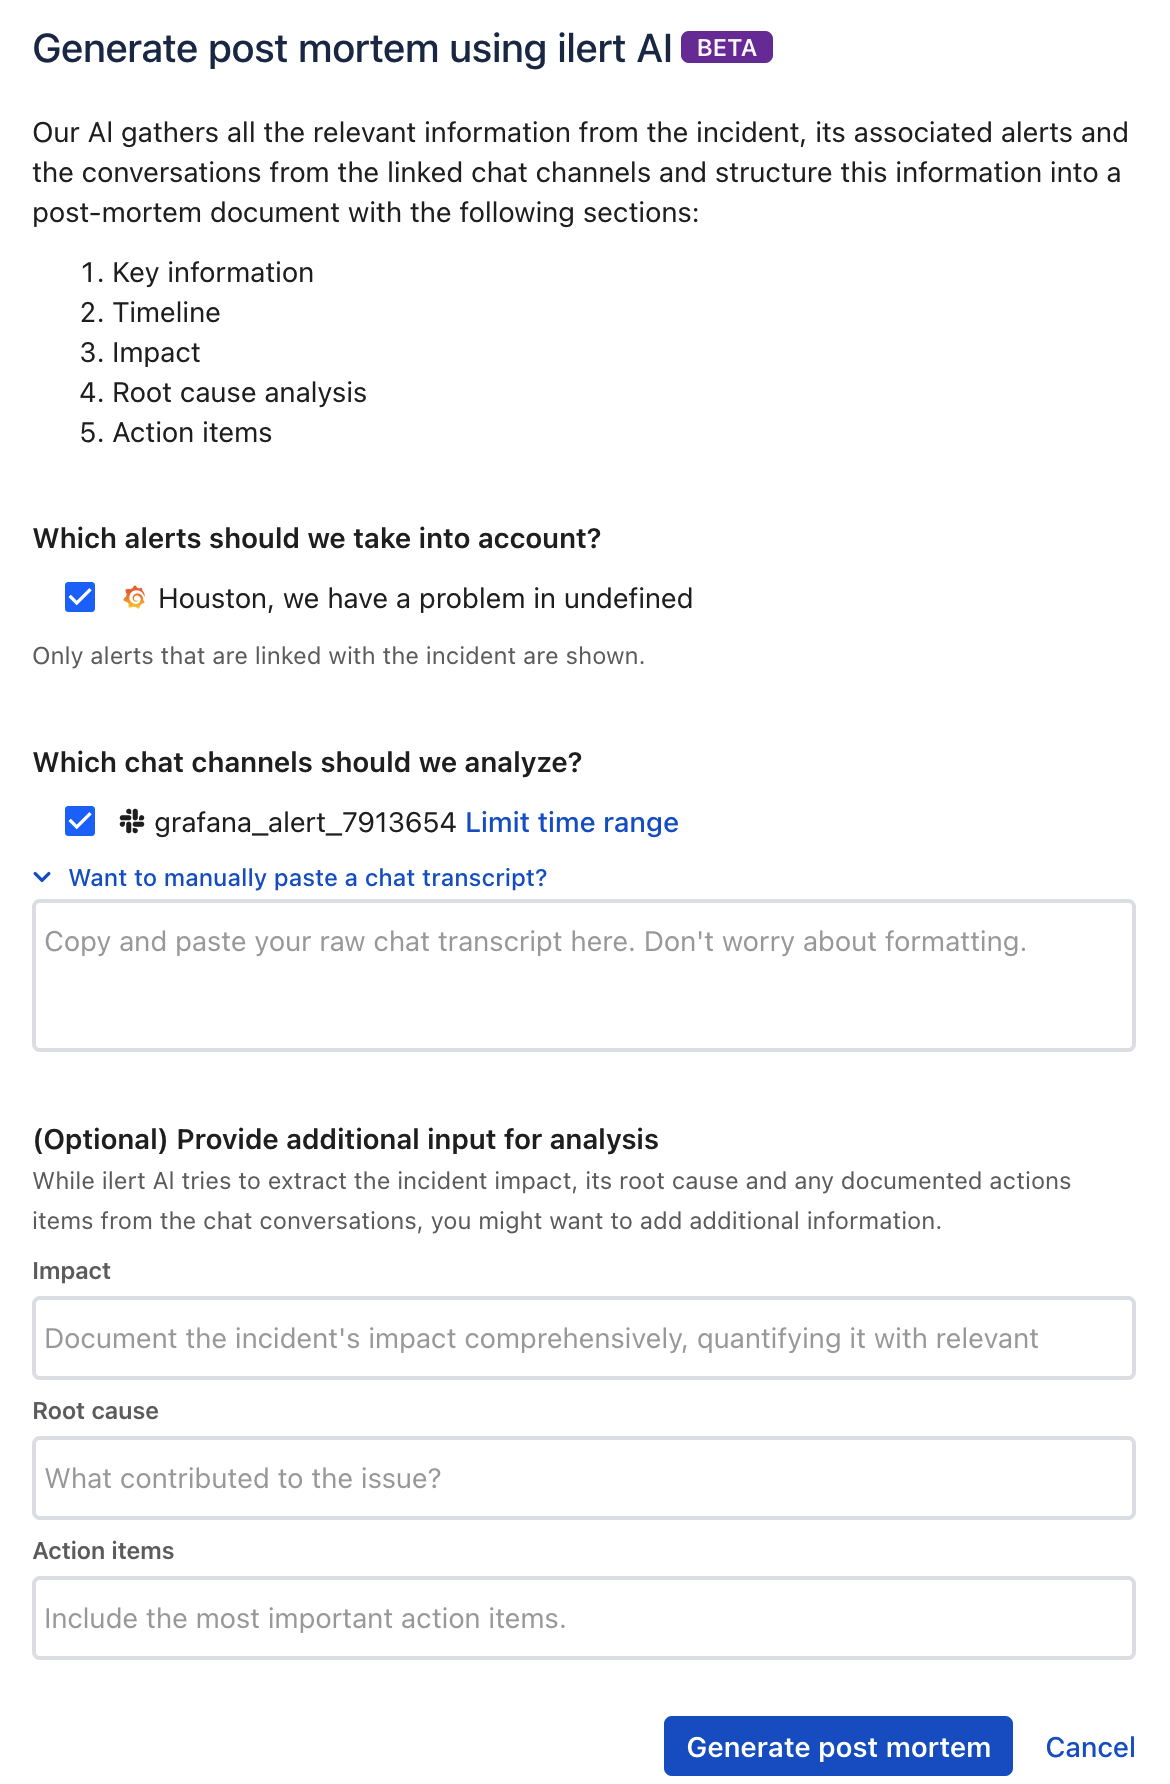 Generate post mortem using ilert AI BETA
Our AI gathers all the relevant information from the incident, its associated alerts and
the conversations from the linked chat channels and structure this information into a
post-mortem document with the following sections:
1. Key information
2. Timeline
3. Impact
4. Root cause analysis
5. Action items
Which alerts should we take into account?
Houston, we have a problem in undefined
Only alerts that are linked with the incident are shown.
Which chat channels should we analyze?
grafana_alert_7913654 Limit time range
Want to manually paste a chat transcript?
Copy and paste your raw chat transcript here. Don't worry about formatting.
(Optional) Provide additional input for analysis
While ilert AI tries to extract the incident impact, its root cause and any documented actions
items from the chat conversations, you might want to add additional information.
Impact
Document the incident's impact comprehensively, quantifying it with relevant
Root cause
What contributed to the issue?
Action items
Include the most important action items.
Generate post mortem Cancel